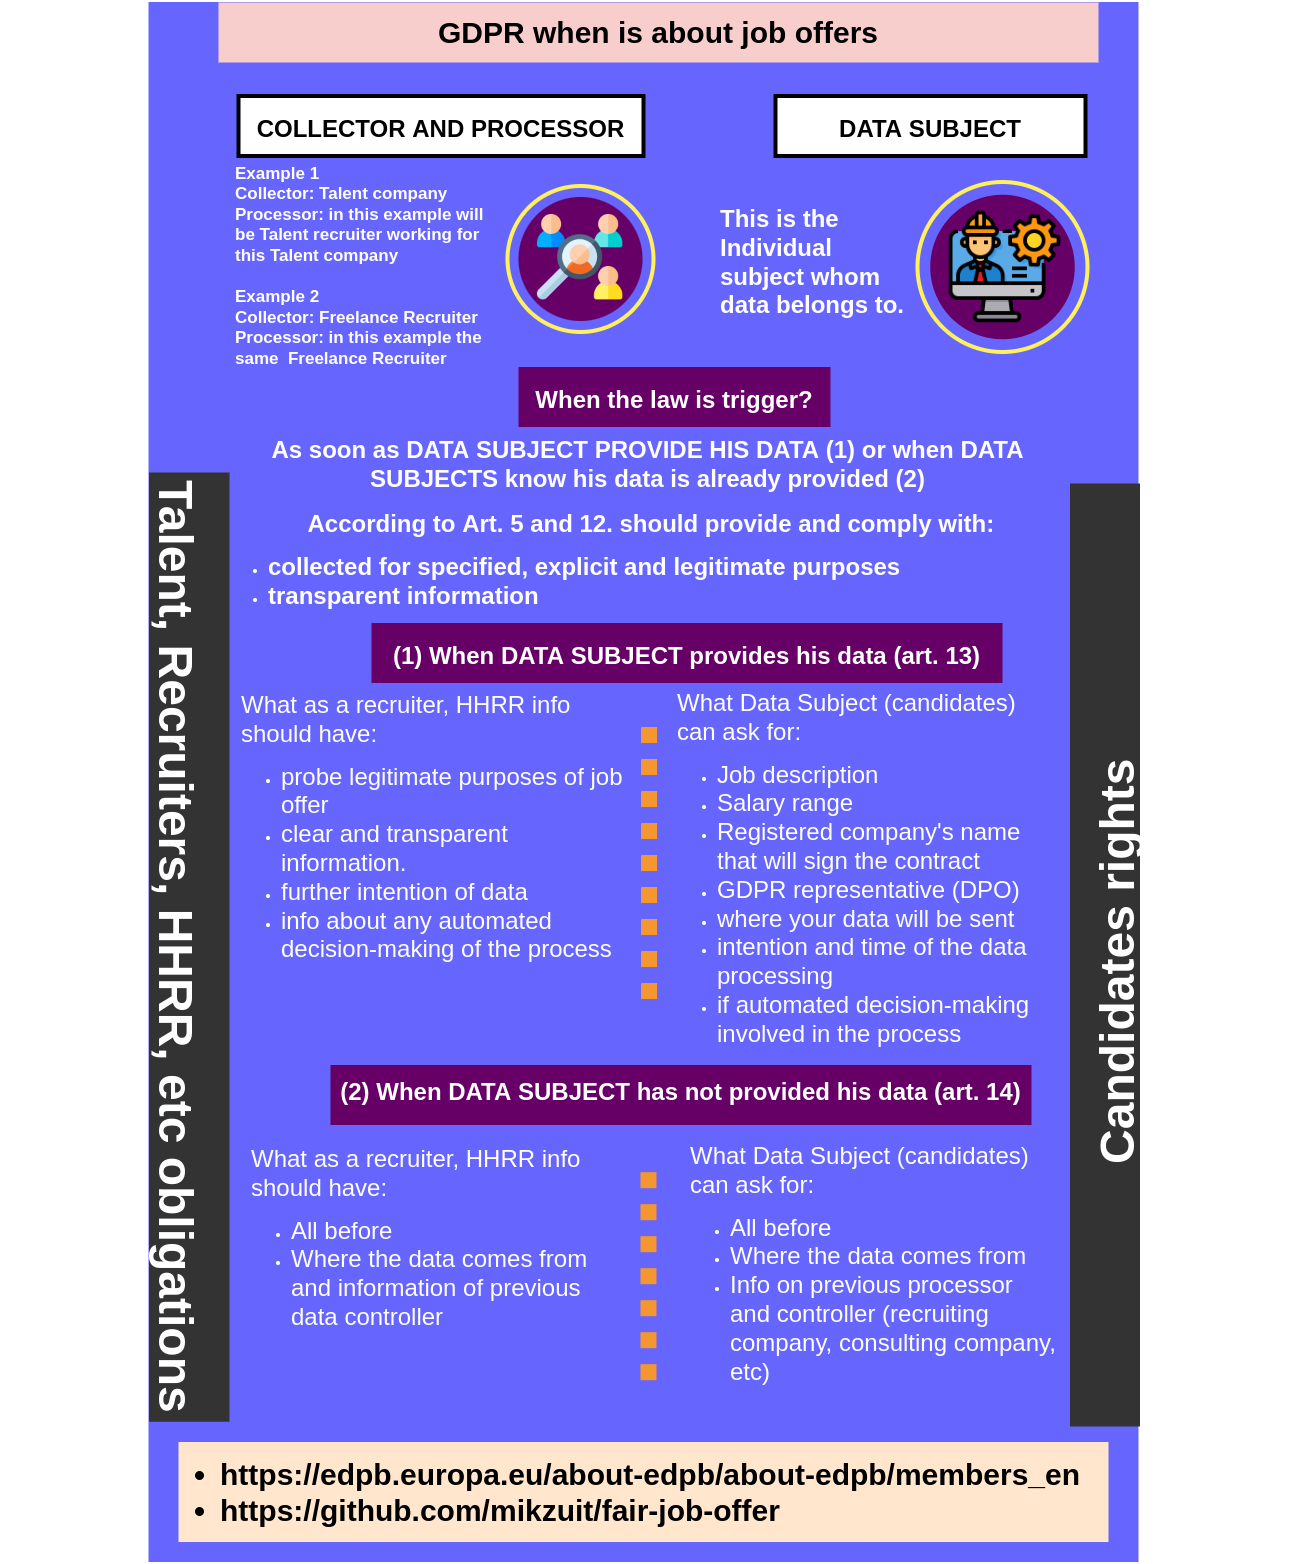 GDPR when is about job offers
COLLECTOR AND PROCESSOR
Example 1
Collector: Talent company
Processor: in this example will
be Talent recruiter working for
this Talent company
Example 2
Collector: Freelance Recruiter
Processor: in this example the
same  Freelance Recruiter
DATA SUBJECT
This is the
Individual
subject whom
data belongs to.
When the law is trigger?
As soon as DATA SUBJECT PROVIDE HIS DATA (1) or when DATA
SUBJECTS know his data is already provided (2)
According to Art. 5 and 12. should provide and comply with:
• collected for specified, explicit and legitimate purposes
• transparent information
Talent, Recruiters, HHRR, etc obligations
Candidates rights
(1) When DATA SUBJECT provides his data (art. 13)
What as a recruiter, HHRR info
should have:
• probe legitimate purposes of job
offer
• clear and transparent
information.
• further intention of data
• info about any automated
decision-making of the process
What Data Subject (candidates)
can ask for:
• Job description
• Salary range
• Registered company's name
that will sign the contract
• GDPR representative (DPO)
• where your data will be sent
• intention and time of the data
processing
• if automated decision-making
involved in the process
(2) When DATA SUBJECT has not provided his data (art. 14)
What as a recruiter, HHRR info
should have:
• All before
• Where the data comes from
and information of previous
data controller
What Data Subject (candidates)
can ask for:
• All before
• Where the data comes from
• Info on previous processor
and controller (recruiting
company, consulting company,
etc)
• https://edpb.europa.eu/about-edpb/about-edpb/members_en
• https://github.com/mikzuit/fair-job-offer